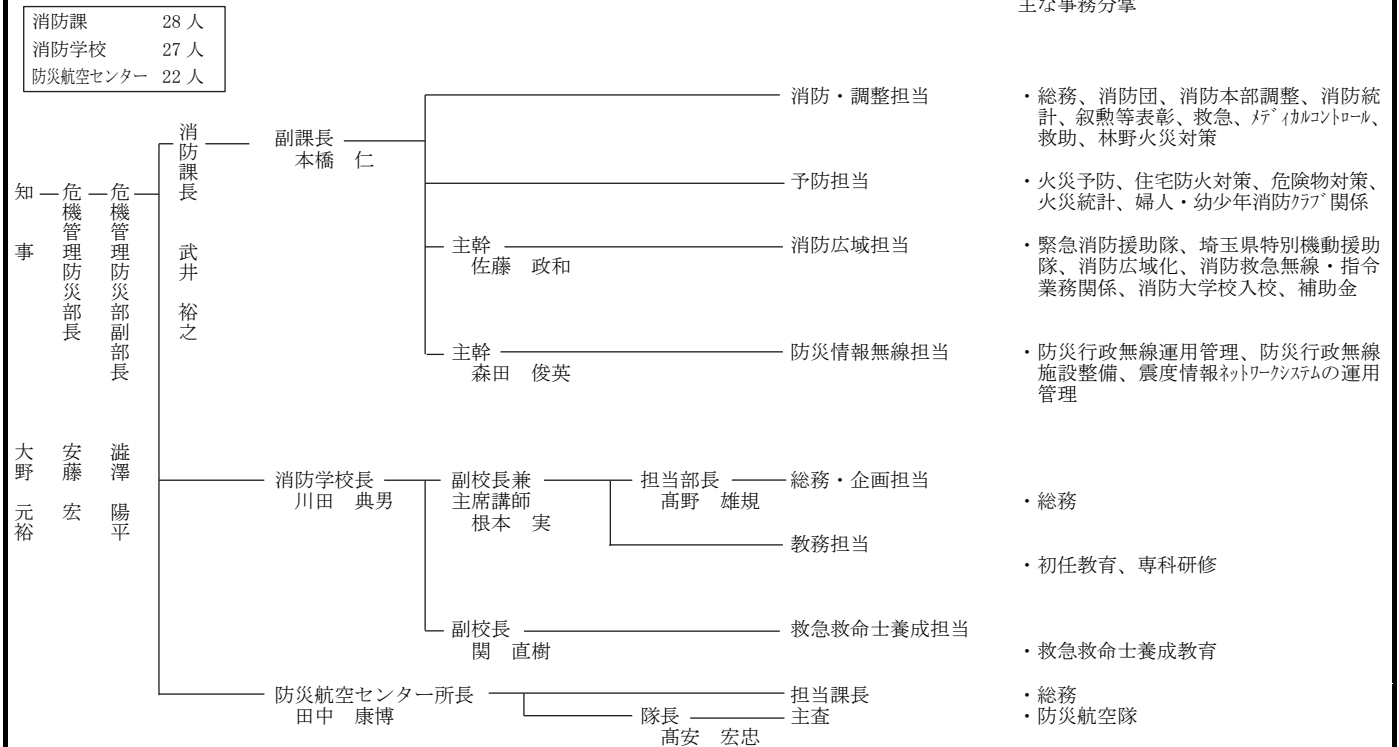 主な事務分掌
消防課 28人
消防学校 27人
防災航空センター 22人
知事 大野 元裕
危機管理防災部長 安藤 宏
危機管理防災部副部長 澁澤 陽平
消防課長 武井 裕之
副課長
本橋 仁
消防・調整担当
・総務、消防団、消防本部調整、消防統
計、叙勲等表彰、救急、ﾒﾃﾞｨｶﾙｺﾝﾄﾛｰﾙ、
救助、林野火災対策
予防担当
・火災予防、住宅防火対策、危険物対策、
火災統計、婦人・幼少年消防ｸﾗﾌﾞ関係
主幹
佐藤 政和
消防広域担当
・緊急消防援助隊、埼玉県特別機動援助
隊、消防広域化、消防救急無線・指令
業務関係、消防大学校入校、補助金
主幹
森田 俊英
防災情報無線担当
・防災行政無線運用管理、防災行政無線
施設整備、震度情報ﾈｯﾄﾜｰｸｼｽﾃﾑの運用
管理
消防学校長
川田 典男
副校長兼
主席講師
根本 実
担当部長
髙野 雄規
総務・企画担当
・総務
教務担当
・初任教育、専科研修
副校長
関 直樹
救急救命士養成担当
・救急救命士養成教育
防災航空センター所長
田中 康博
担当課長
・総務
隊長
髙安 宏忠
主査
・防災航空隊